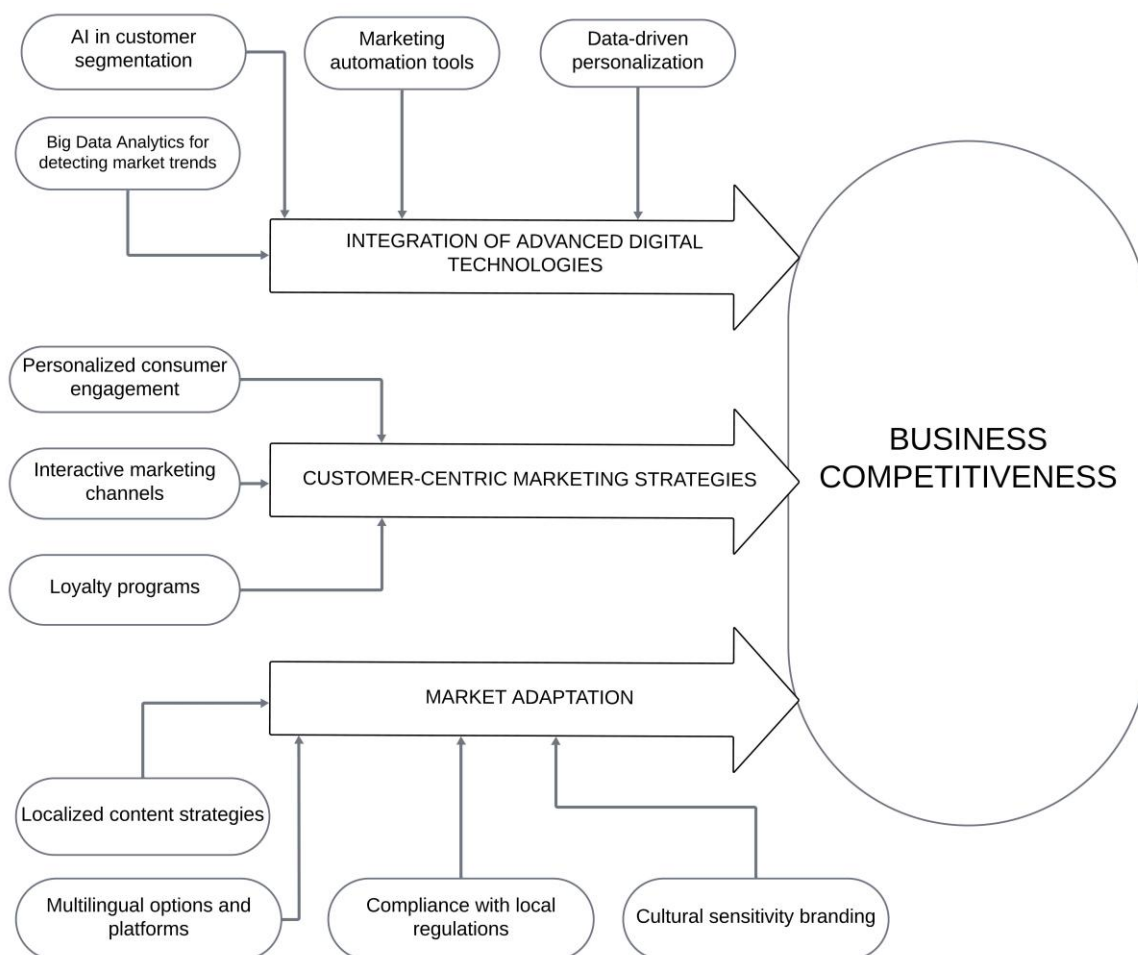 AI in customer
segmentation
Marketing
automation tools
Data-driven
personalization
Big Data Analytics for
detecting market trends
INTEGRATION OF ADVANCED DIGITAL
TECHNOLOGIES
Personalized consumer
engagement
Interactive marketing
channels
CUSTOMER-CENTRIC MARKETING STRATEGIES
Loyalty programs
BUSINESS
COMPETITIVENESS
MARKET ADAPTATION
Localized content strategies
Multilingual options and
platforms
Compliance with local
regulations
Cultural sensitivity branding